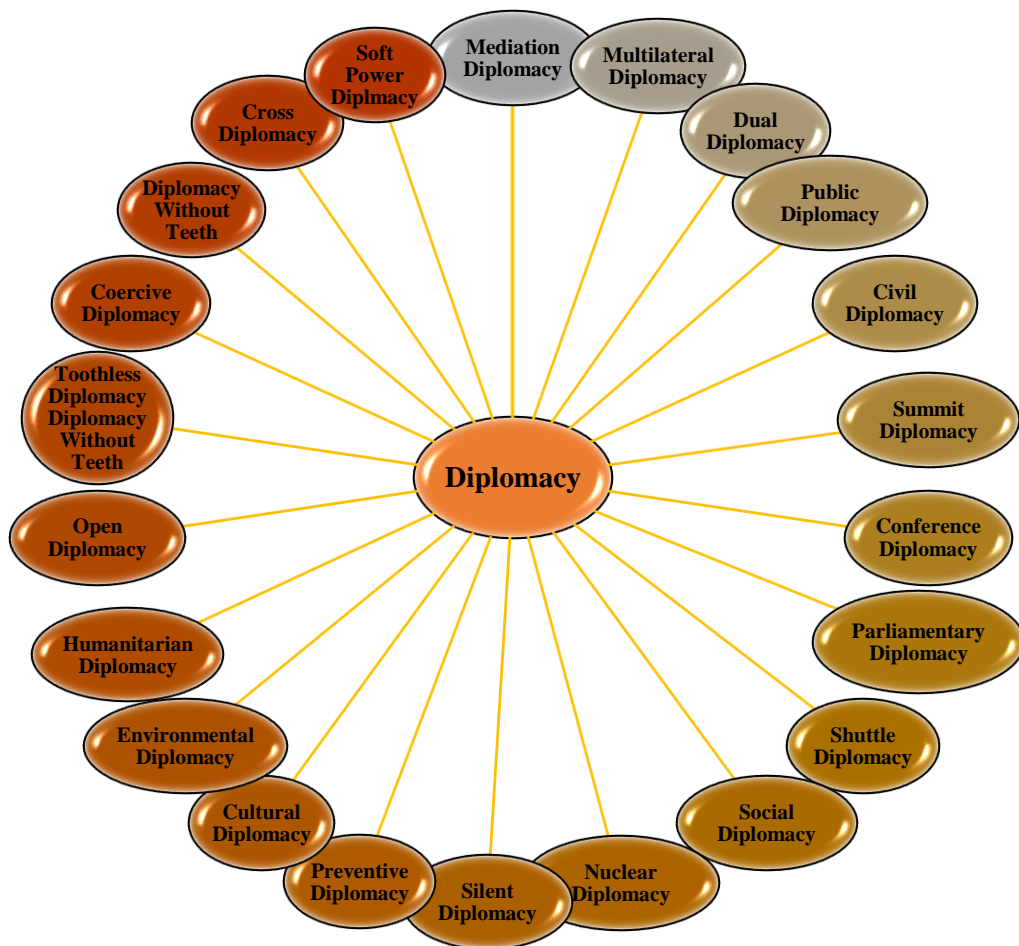 Mediation
Diplomacy
Multilateral
Diplomacy
Dual
Diplomacy
Public
Diplomacy
Civil
Diplomacy
Summit
Diplomacy
Conference
Diplomacy
Parliamentary
Diplomacy
Shuttle
Diplomacy
Social
Diplomacy
Nuclear
Diplomacy
Silent
Diplomacy
Preventive
Diplomacy
Cultural
Diplomacy
Environmental
Diplomacy
Humanitarian
Diplomacy
Open
Diplomacy
Toothless
Diplomacy
Diplomacy
Without
Teeth
Coercive
Diplomacy
Diplomacy
Without
Teeth
Cross
Diplomacy
Soft
Power
Diplmacy
Diplomacy